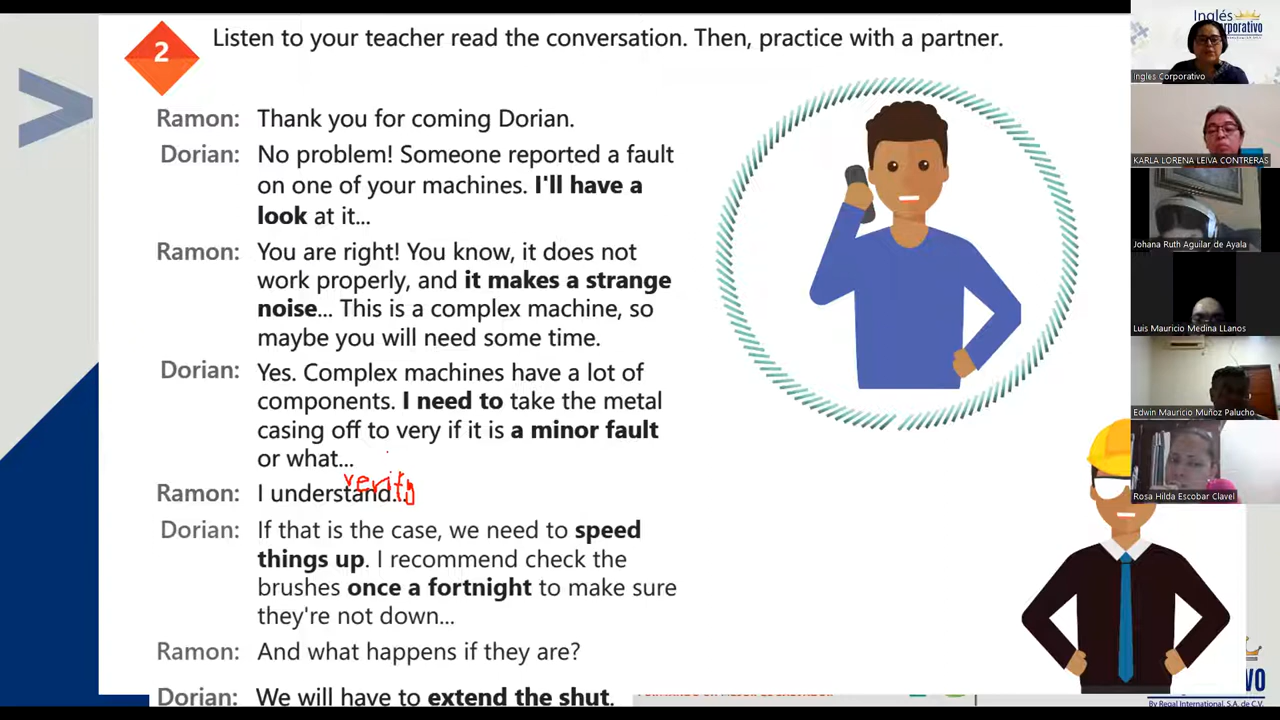 2
Listen to your teacher read the conversation. Then, practice with a partner.
Ramon: Thank you for coming Dorian.
Dorian: No problem! Someone reported a fault
on one of your machines. I'll have a
look at it...
Ramon: You are right! You know, it does not
work properly, and it makes a strange
noise... This is a complex machine, so
maybe you will need some time.
Dorian: Yes. Complex machines have a lot of
components. I need to take the metal
casing off to very if it is a minor fault
or what...
verify
Ramon: I understand...
Dorian: If that is the case, we need to speed
things up. I recommend check the
brushes once a fortnight to make sure
they're not down...
Ramon: And what happens if they are?
Dorian: We will have to extend the shut.
Inglés
Corporativo
Ingles Corporativo
KARLA LORENA LEIVA CONTRERAS
Johana Ruth Aguilar de Ayala
Luis Mauricio Medina LLanos
Edwin Mauricio Muñoz Palucho
Rosa Hilda Escobar Clavel
By Regal International, S.A. de C.V.